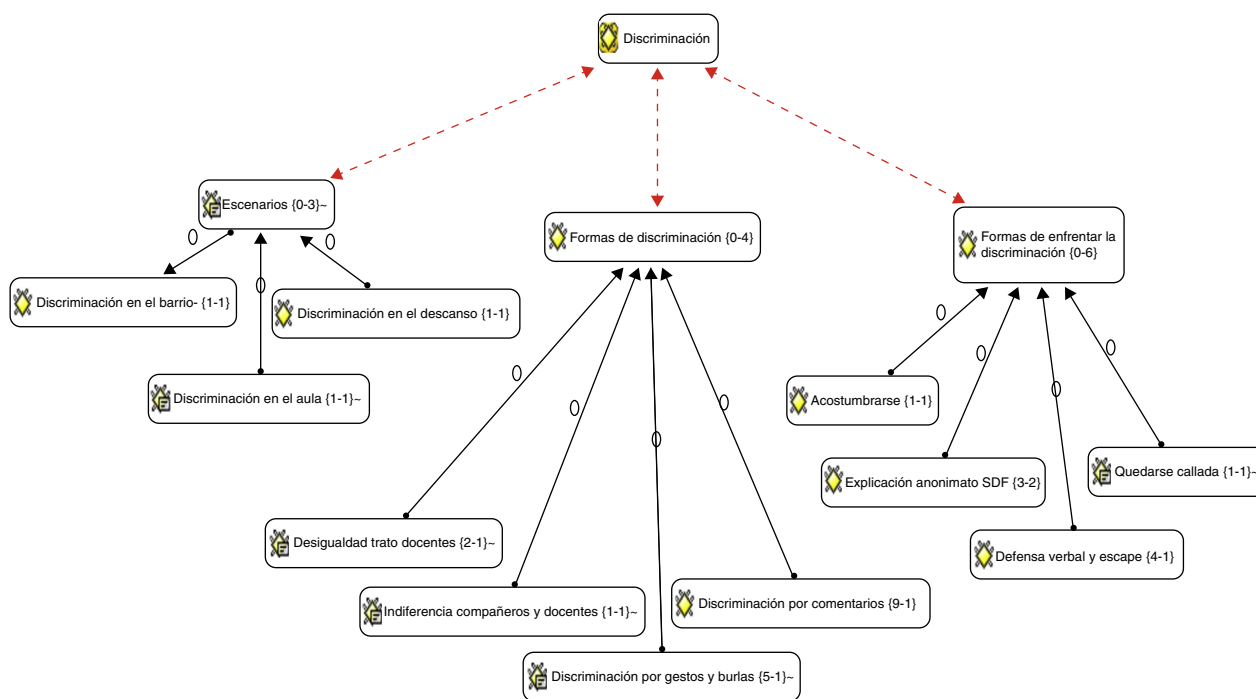 Discriminación
Escenarios {0-3}~
Formas de discriminación {0-4}
Formas de enfrentar la
discriminación {0-6}
Discriminación en el barrio- {1-1}
Discriminación en el descanso {1-1}
Discriminación en el aula {1-1}~
Acostumbrarse {1-1}
Explicación anonimato SDF {3-2}
Quedarse callada {1-1}~
Desigualdad trato docentes {2-1}~
Defensa verbal y escape {4-1}
Indiferencia compañeros y docentes {1-1}~
Discriminación por comentarios {9-1}
Discriminación por gestos y burlas {5-1}~